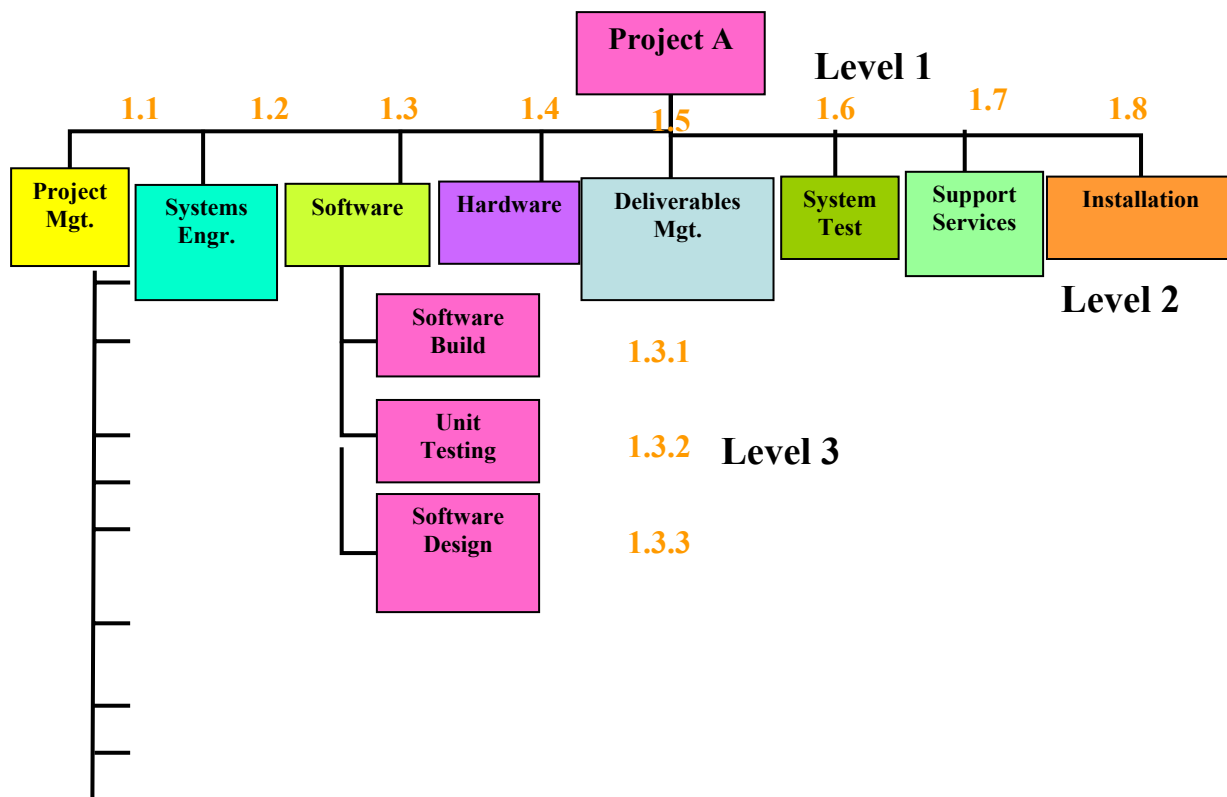 Project A
Level 1
1.1 1.2 1.3 1.4 1.5 1.6 1.7 1.8
Project
Mgt.
Systems
Engr.
Software
Hardware
Deliverables
Mgt.
System
Test
Support
Services
Installation
Level 2
Software
Build
1.3.1
Unit
Testing
1.3.2
Level 3
Software
Design
1.3.3